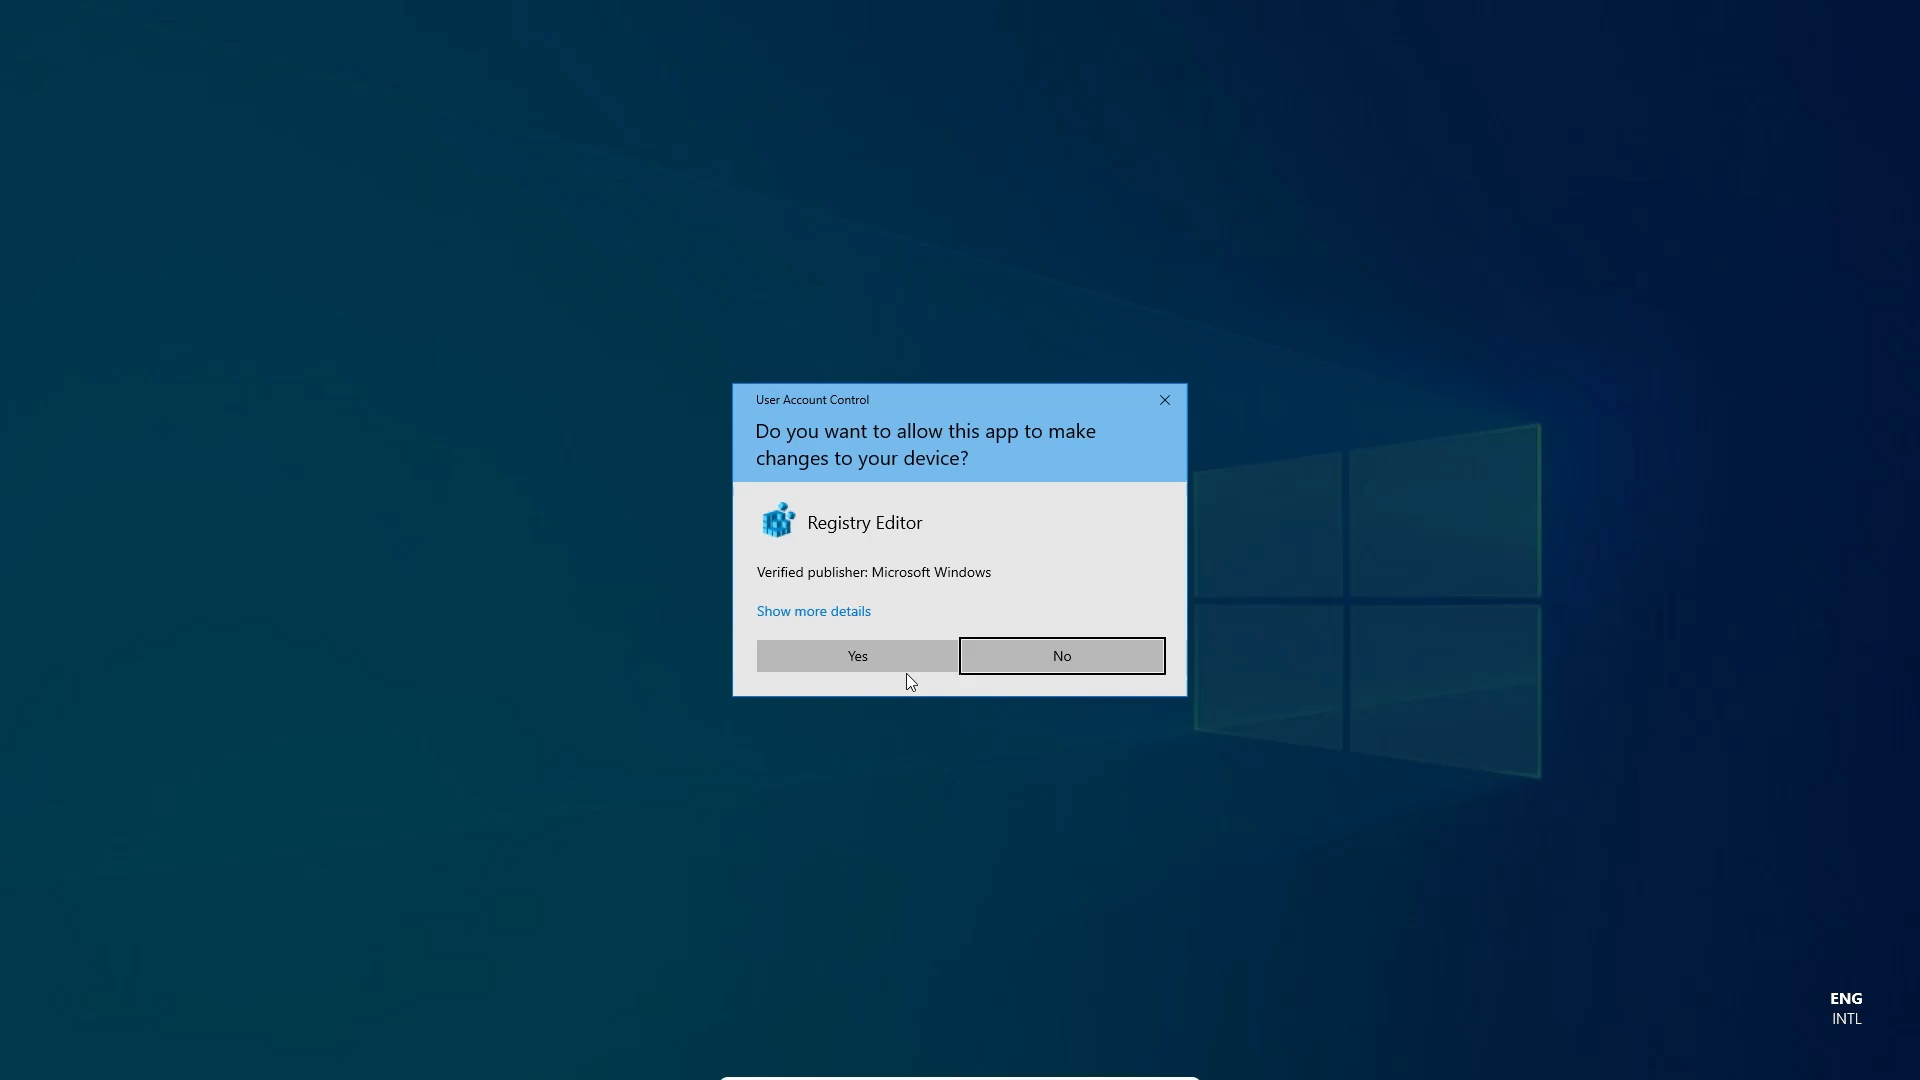 User Account Control
Do you want to allow this app to make
changes to your device?
Registry Editor
Verified publisher: Microsoft Windows
Show more details
Yes
No
ENG
INTL